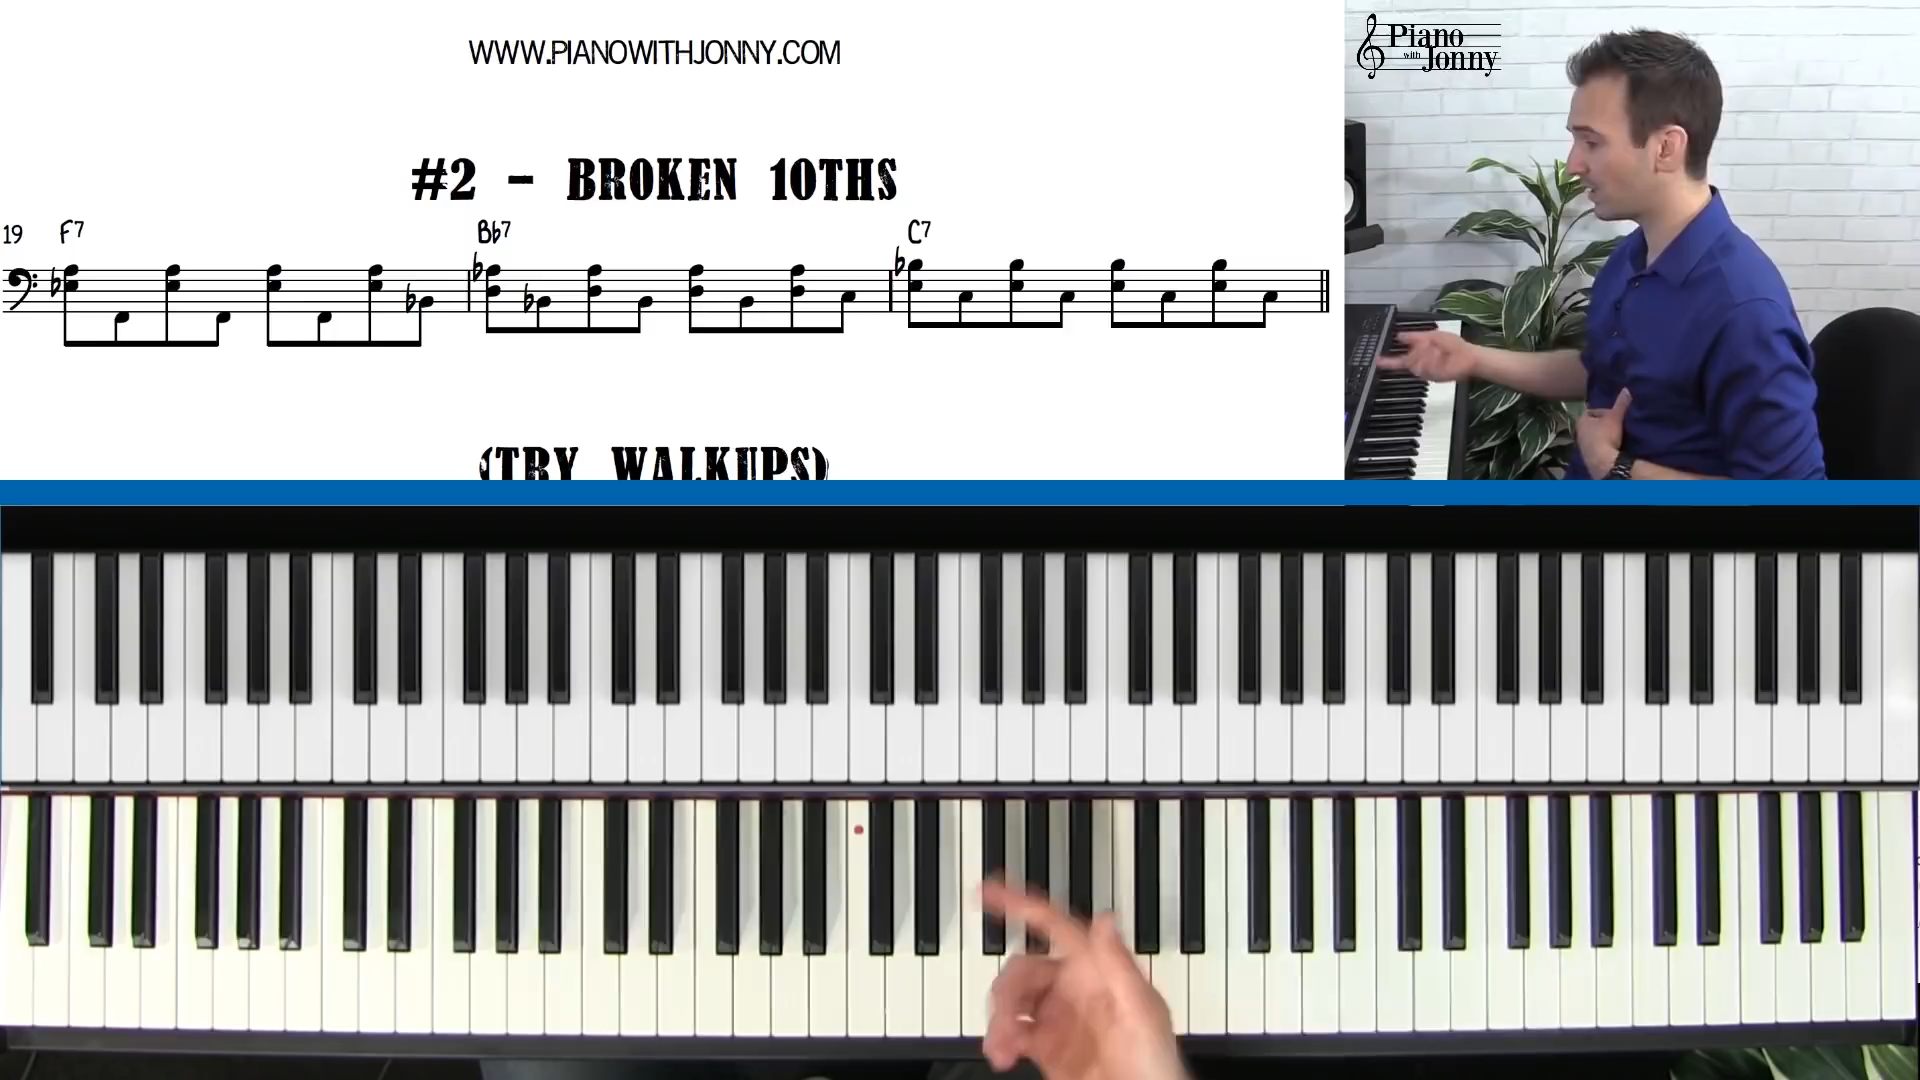 WWW.PIANOWITHJONNY.COM
Piano
with
Jonny
#2 - BROKEN 10THS
19 F7 Bb7 C7
(TRY WALKUPS)